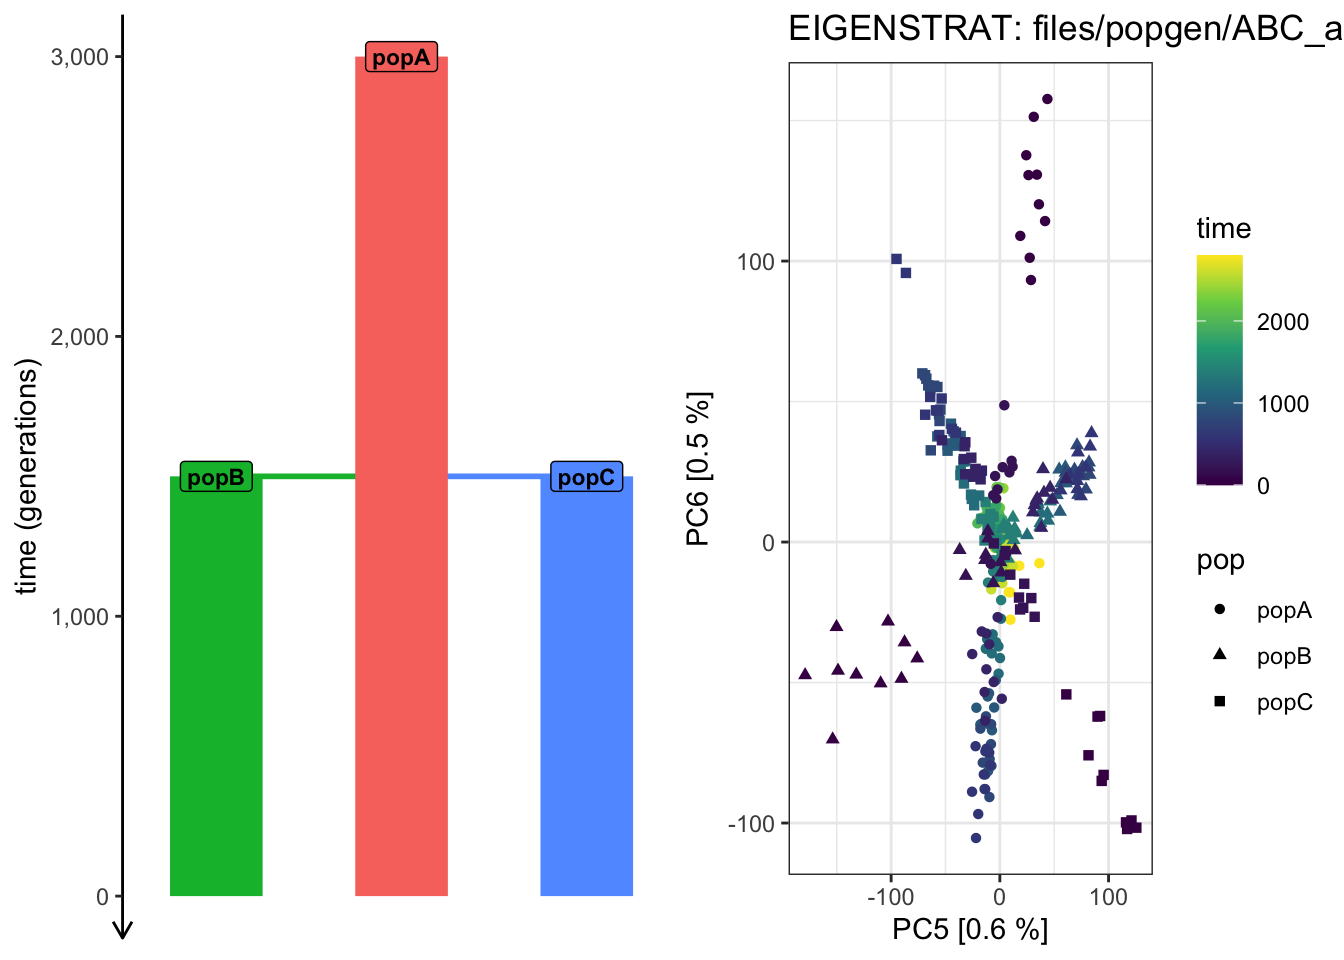 time (generations)
3,000
2,000
1,000
0
popA
popB
popC
EIGENSTRAT: files/popgen/ABC_a
PC6 [0.5 %]
100
0
-100
-100
0
100
PC5 [0.6 %]
time
2000
1000
0
pop
popA
popB
popC